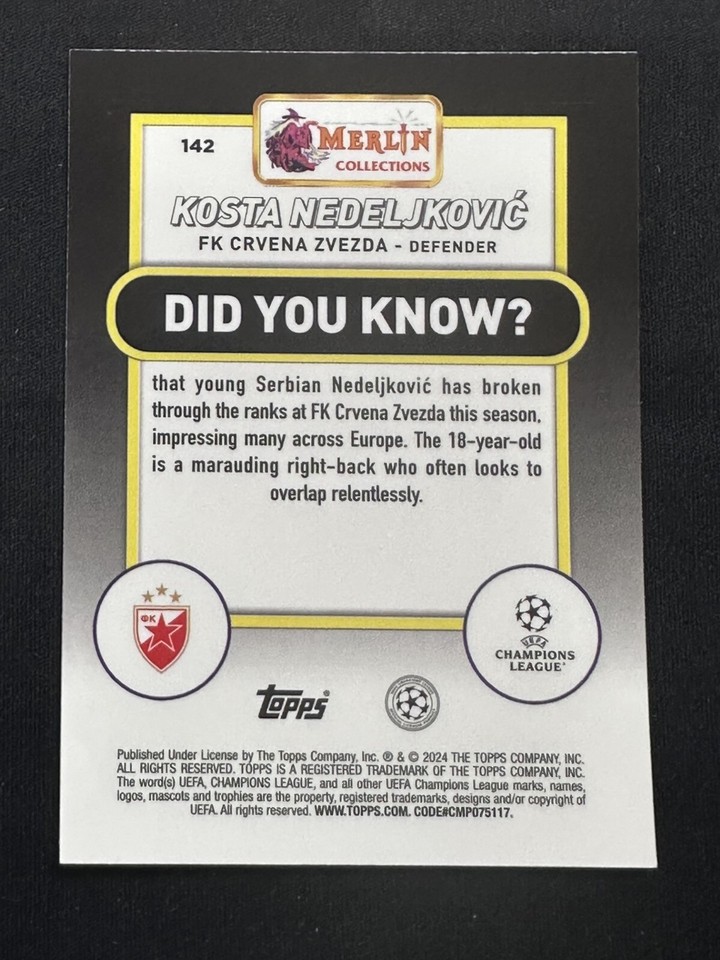 142
MERLIN
COLLECTIONS
KOSTA NEDELJKOVIĆ
FK CRVENA ZVEZDA - DEFENDER
DID YOU KNOW?
that young Serbian Nedeljković has broken
through the ranks at FK Crvena Zvezda this season,
impressing many across Europe. The 18-year-old
is a marauding right-back who often looks to
overlap relentlessly.
ФК
UEFA
CHAMPIONS
LEAGUE®
Topps®
Published Under License by The Topps Company, Inc. ® & © 2024 THE TOPPS COMPANY, INC.
ALL RIGHTS RESERVED. TOPPS IS A REGISTERED TRADEMARK OF THE TOPPS COMPANY, INC.
The word(s) UEFA, CHAMPIONS LEAGUE, and all other UEFA Champions League marks, names,
logos, mascots and trophies are the property, registered trademarks, designs and/or copyright of
UEFA. All rights reserved. WWW.TOPPS.COM. CODE#CMP075117.